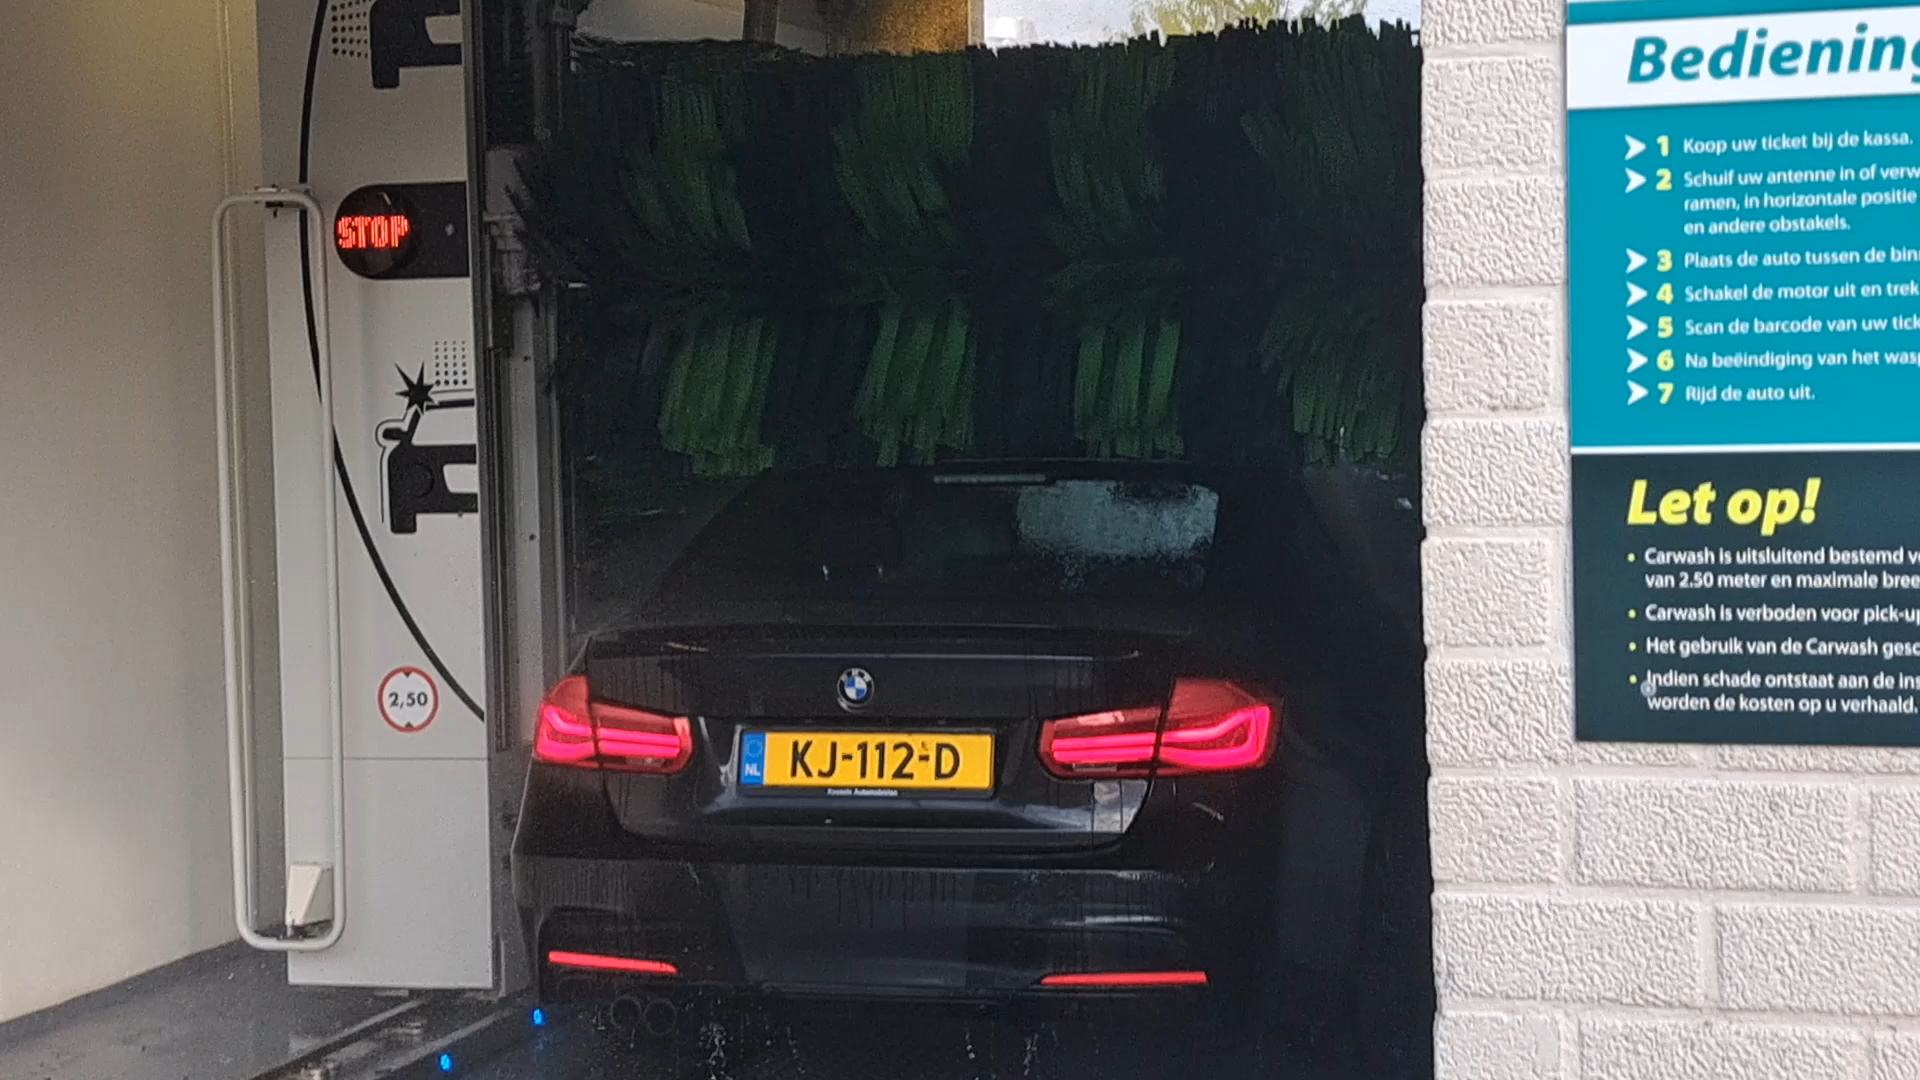 STOP
2,50
BMW
NL
KJ-112-D
Bediening
1 Koop uw ticket bij de kassa.
2 Schuif uw antenne in of
ramen, in horizontale positie
en andere obstakels.
3 Plaats de auto tussen de
4 Schakel de motor uit en trek
5 Scan de barcode van uw
6 Na beëindiging van het
7 Rijd de auto uit.
Let op!
• Carwash is uitsluitend bestemd
van 2.50 meter en maximale
• Carwash is verboden voor
• Het gebruik van de Carwash
• Indien schade ontstaat aan de
worden de kosten op u verhaald,